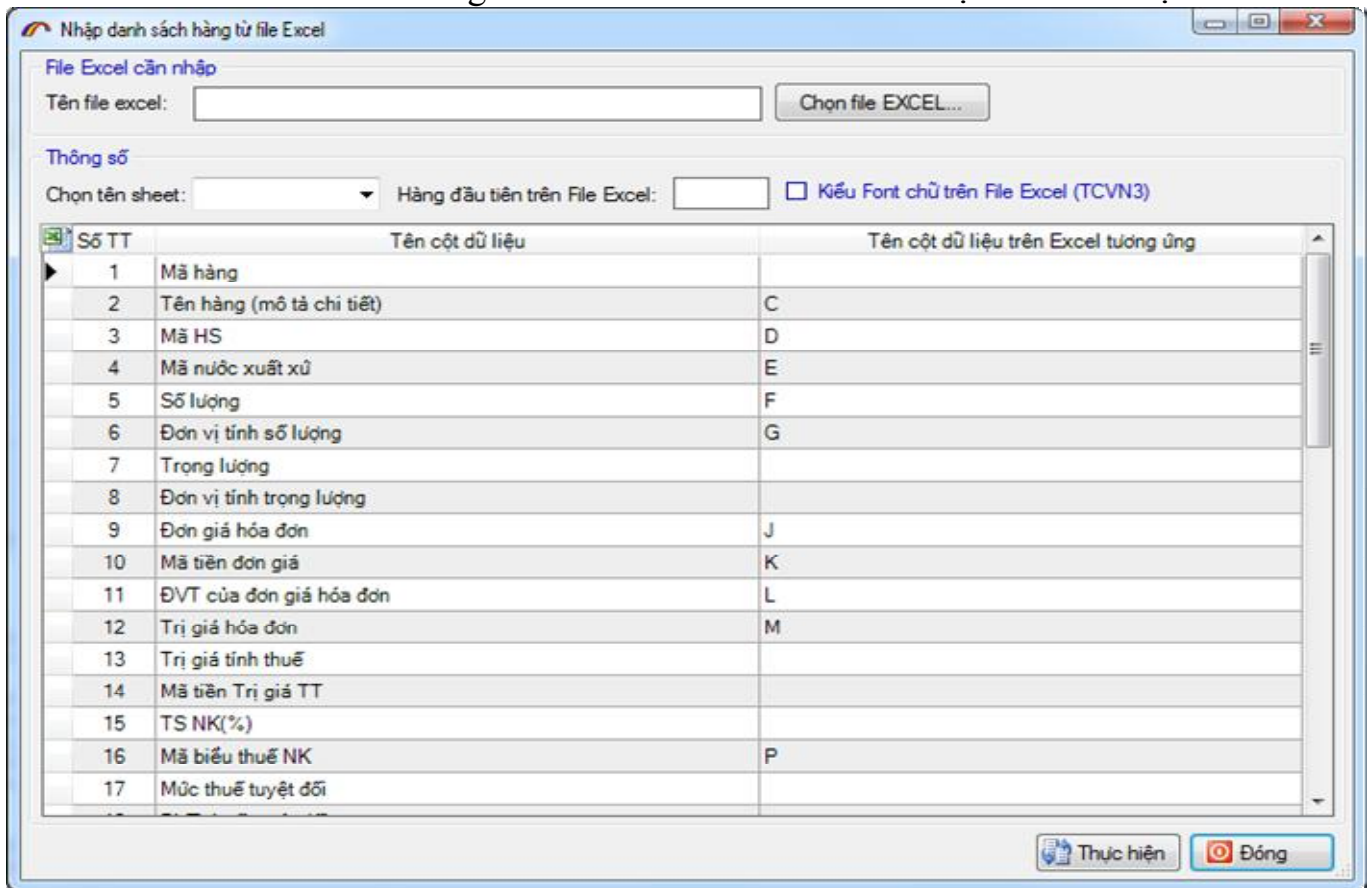 Nhập danh sách hàng từ file Excel
File Excel cần nhập
Tên file excel: Chọn file EXCEL...
Thông số
Chọn tên sheet: Hàng đầu tiên trên File Excel: Kiểu Font chữ trên File Excel (TCVN3)
Số TT Tên cột dữ liệu Tên cột dữ liệu trên Excel tương ứng
1 Mã hàng
2 Tên hàng (mô tả chi tiết) C
3 Mã HS D
4 Mã nước xuất xứ E
5 Số lượng F
6 Đơn vị tính số lượng G
7 Trọng lượng
8 Đơn vị tính trọng lượng
9 Đơn giá hóa đơn J
10 Mã tiền đơn giá K
11 ĐVT của đơn giá hóa đơn L
12 Trị giá hóa đơn M
13 Trị giá tính thuế
14 Mã tiền Trị giá TT
15 TS NK(%)
16 Mã biểu thuế NK P
17 Mức thuế tuyệt đối
Thực hiện Đóng